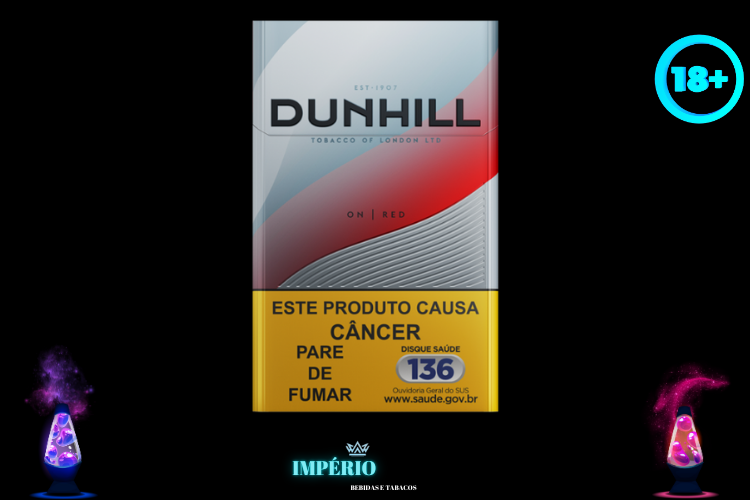 EST·1907
DUNHILL
TOBACCO OF LONDON LTD
18+
ON | RED
ESTE PRODUTO CAUSA
CÂNCER
PARE
DE
FUMAR
DISQUE SAÚDE
136
Ouvidoria Geral do SUS
www.saude.gov.br
IMPÉRIO
BEBIDAS E TABACOS